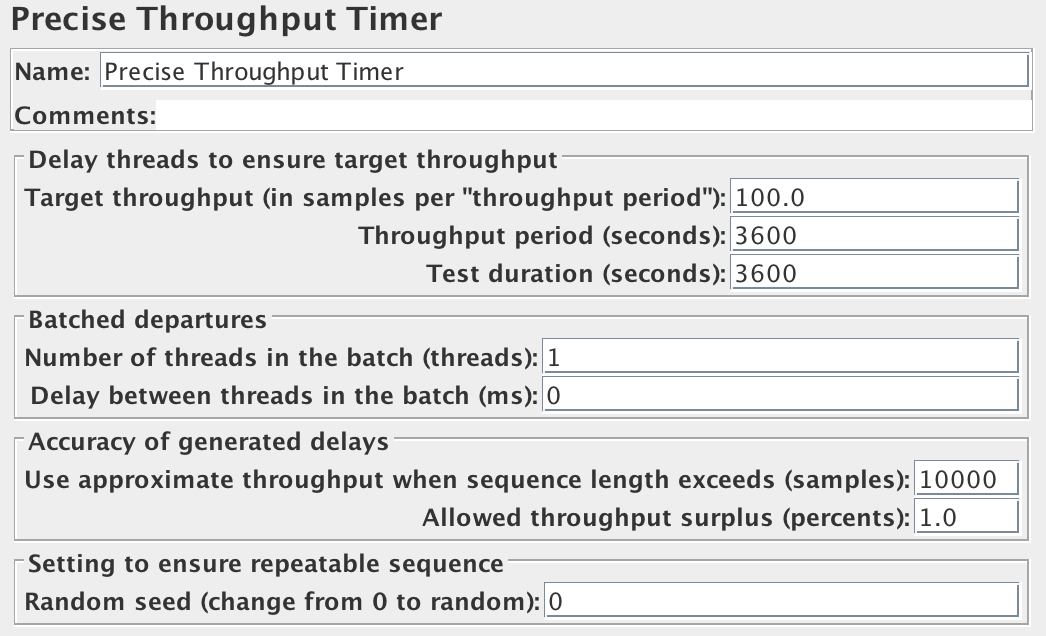 Precise Throughput Timer
Name: Precise Throughput Timer
Comments:
Delay threads to ensure target throughput
Target throughput (in samples per "throughput period"): 100.0
Throughput period (seconds): 3600
Test duration (seconds): 3600
Batched departures
Number of threads in the batch (threads): 1
Delay between threads in the batch (ms): 0
Accuracy of generated delays
Use approximate throughput when sequence length exceeds (samples): 10000
Allowed throughput surplus (percents): 1.0
Setting to ensure repeatable sequence
Random seed (change from 0 to random): 0